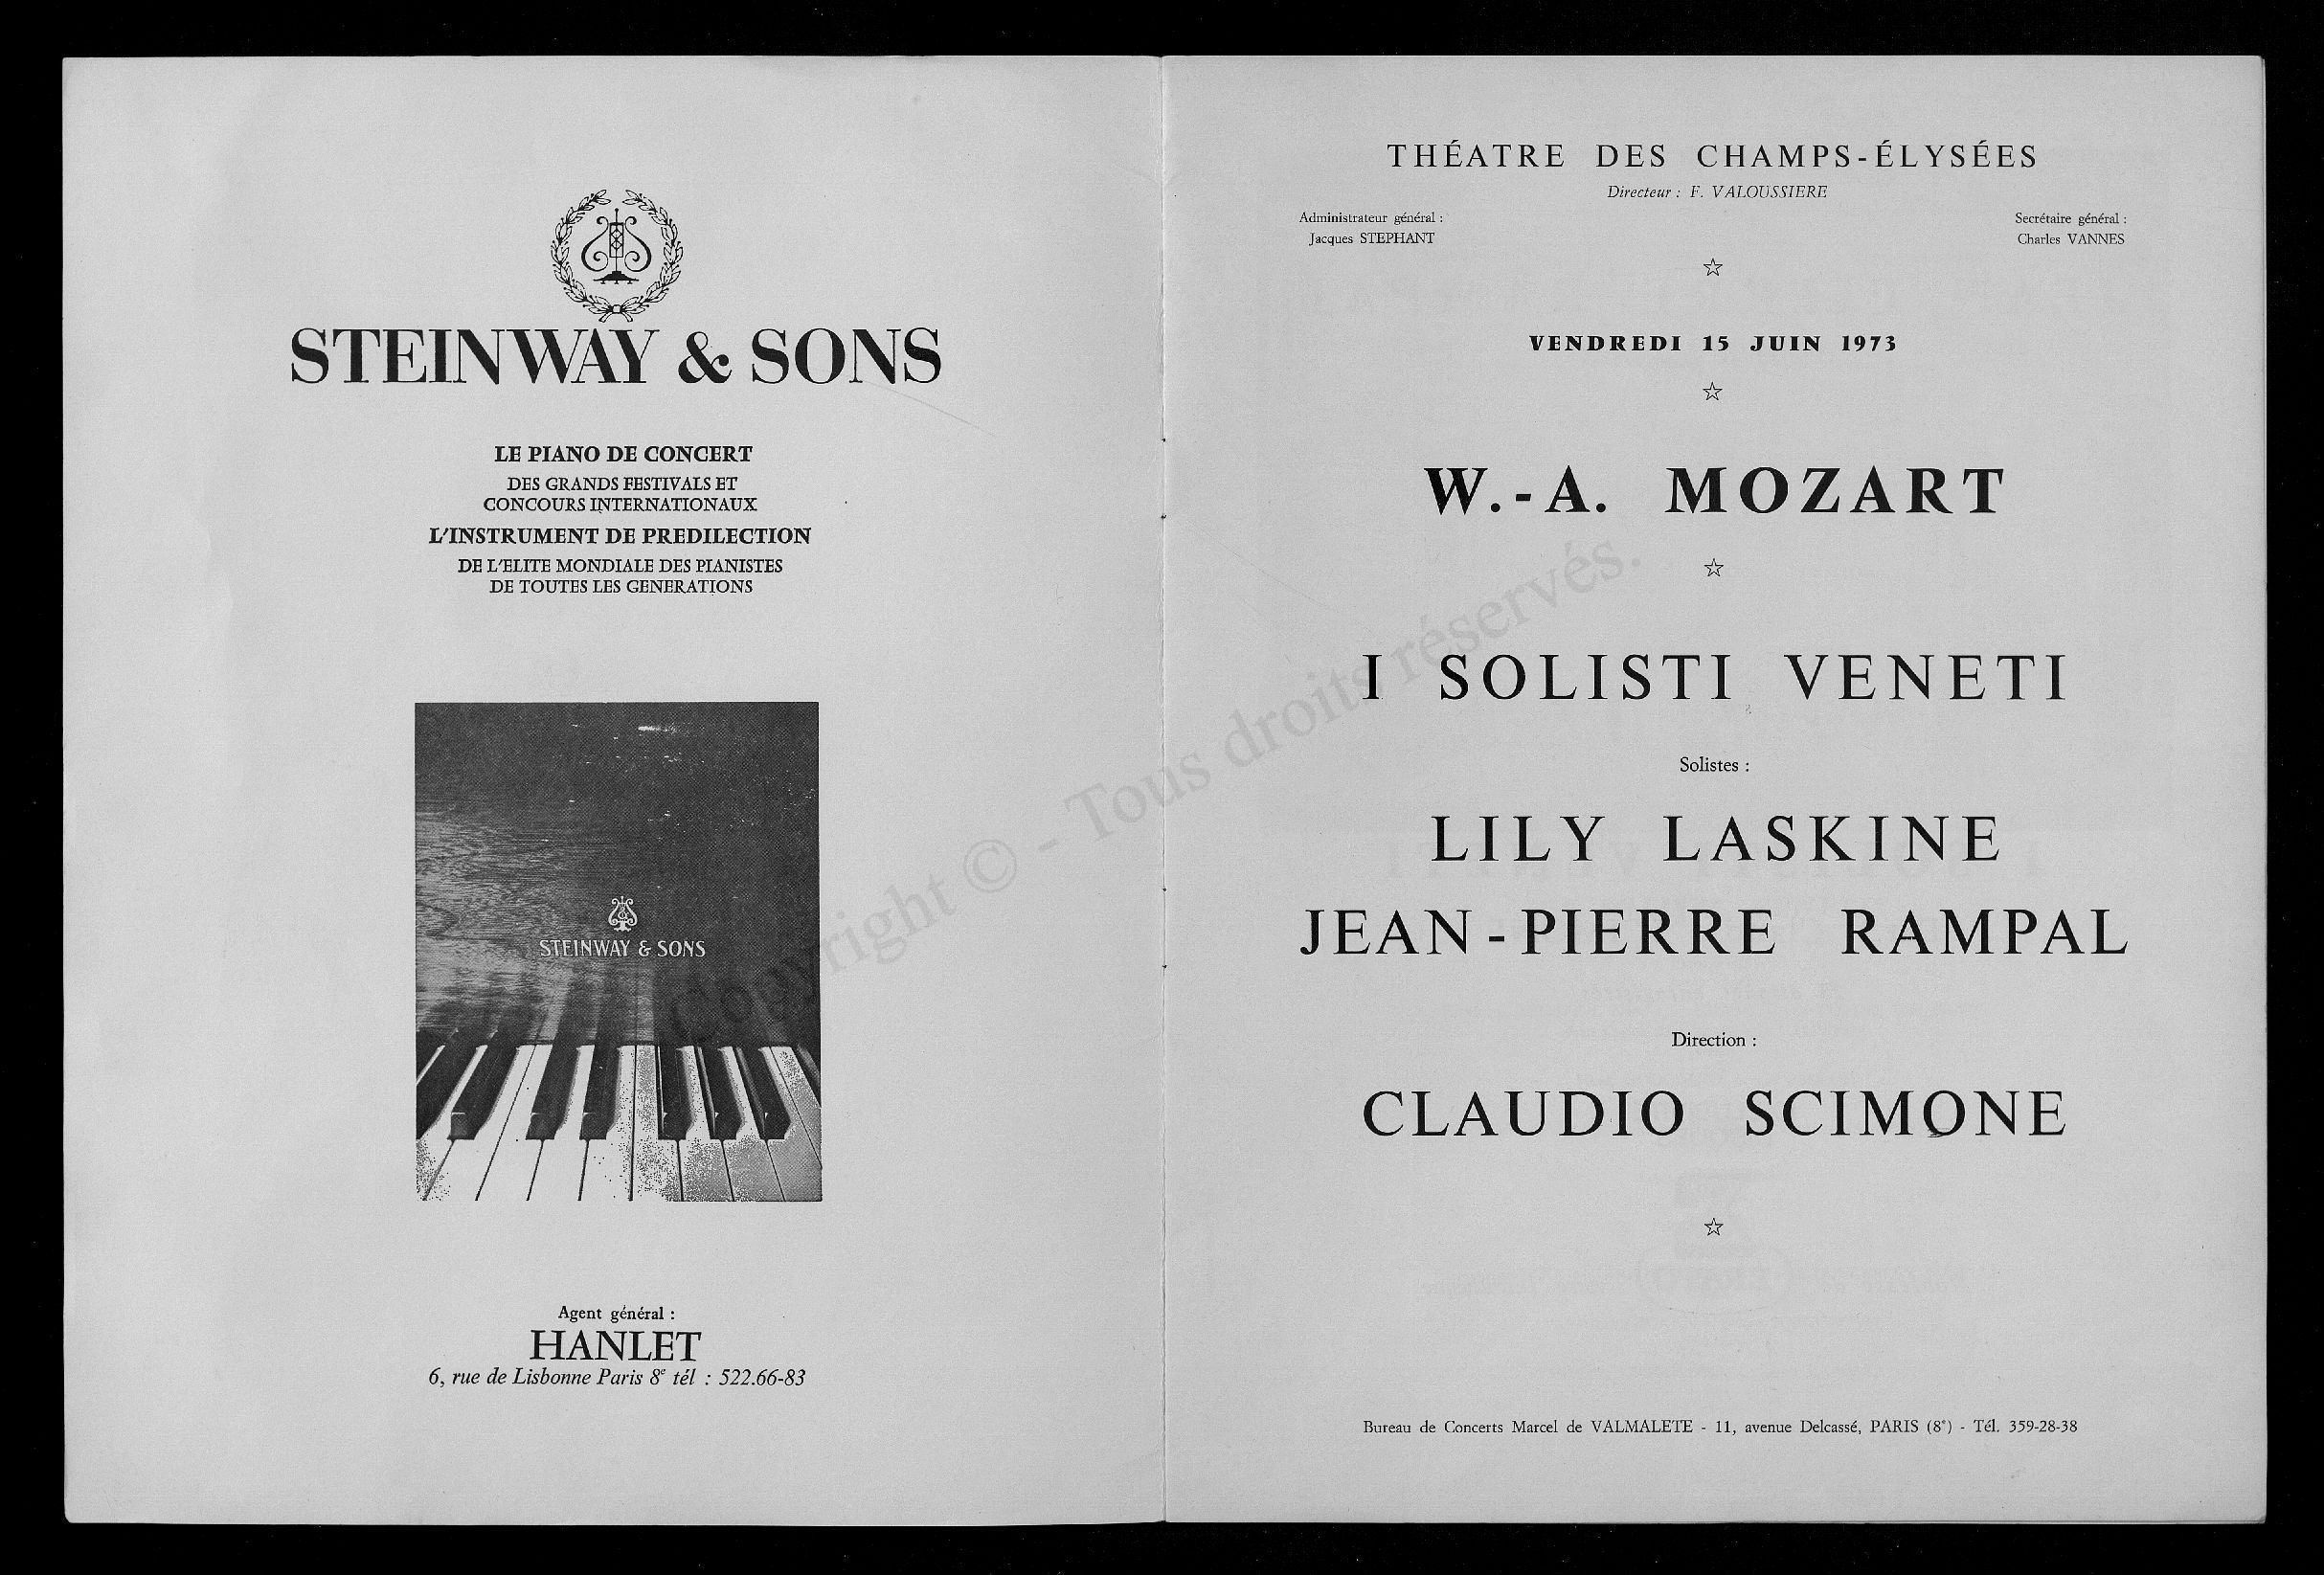 STEINWAY & SONS
LE PIANO DE CONCERT
DES GRANDS FESTIVALS ET
CONCOURS INTERNATIONAUX
L'INSTRUMENT DE PREDILECTION
DE L'ELITE MONDIALE DES PIANISTES
DE TOUTES LES GENERATIONS
STEINWAY & SONS
Agent général :
HANLET
6, rue de Lisbonne Paris 8e tél : 522.66-83
THÉATRE DES CHAMPS-ÉLYSÉES
Directeur : F. VALOUSSIERE
Administrateur général :
Jacques STEPHANT
Secrétaire général :
Charles VANNES
VENDREDI 15 JUIN 1973
W.-A. MOZART
I SOLISTI VENETI
Solistes :
LILY LASKINE
JEAN-PIERRE RAMPAL
Direction :
CLAUDIO SCIMONE
Bureau de Concerts Marcel de VALMALETE - 11, avenue Delcassé, PARIS (8e) - Tél. 359-28-38
Copyright © - Tous droits réservés.